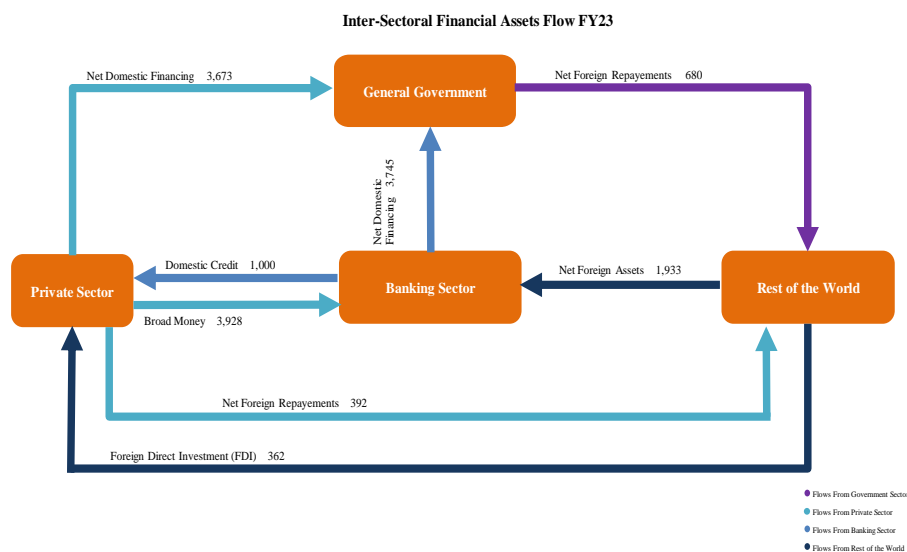 Inter-Sectoral Financial Assets Flow FY23
Net Domestic Financing 3,673
General Government
Net Foreign Repayments 680
Net Domestic
Financing 3,745
Private Sector
Domestic Credit 1,000
Banking Sector
Net Foreign Assets 1,933
Rest of the World
Broad Money 3,928
Net Foreign Repayments 392
Foreign Direct Investment (FDI) 362
Flows From Government Sector
Flows From Private Sector
Flows From Banking Sector
Flows From Rest of the World